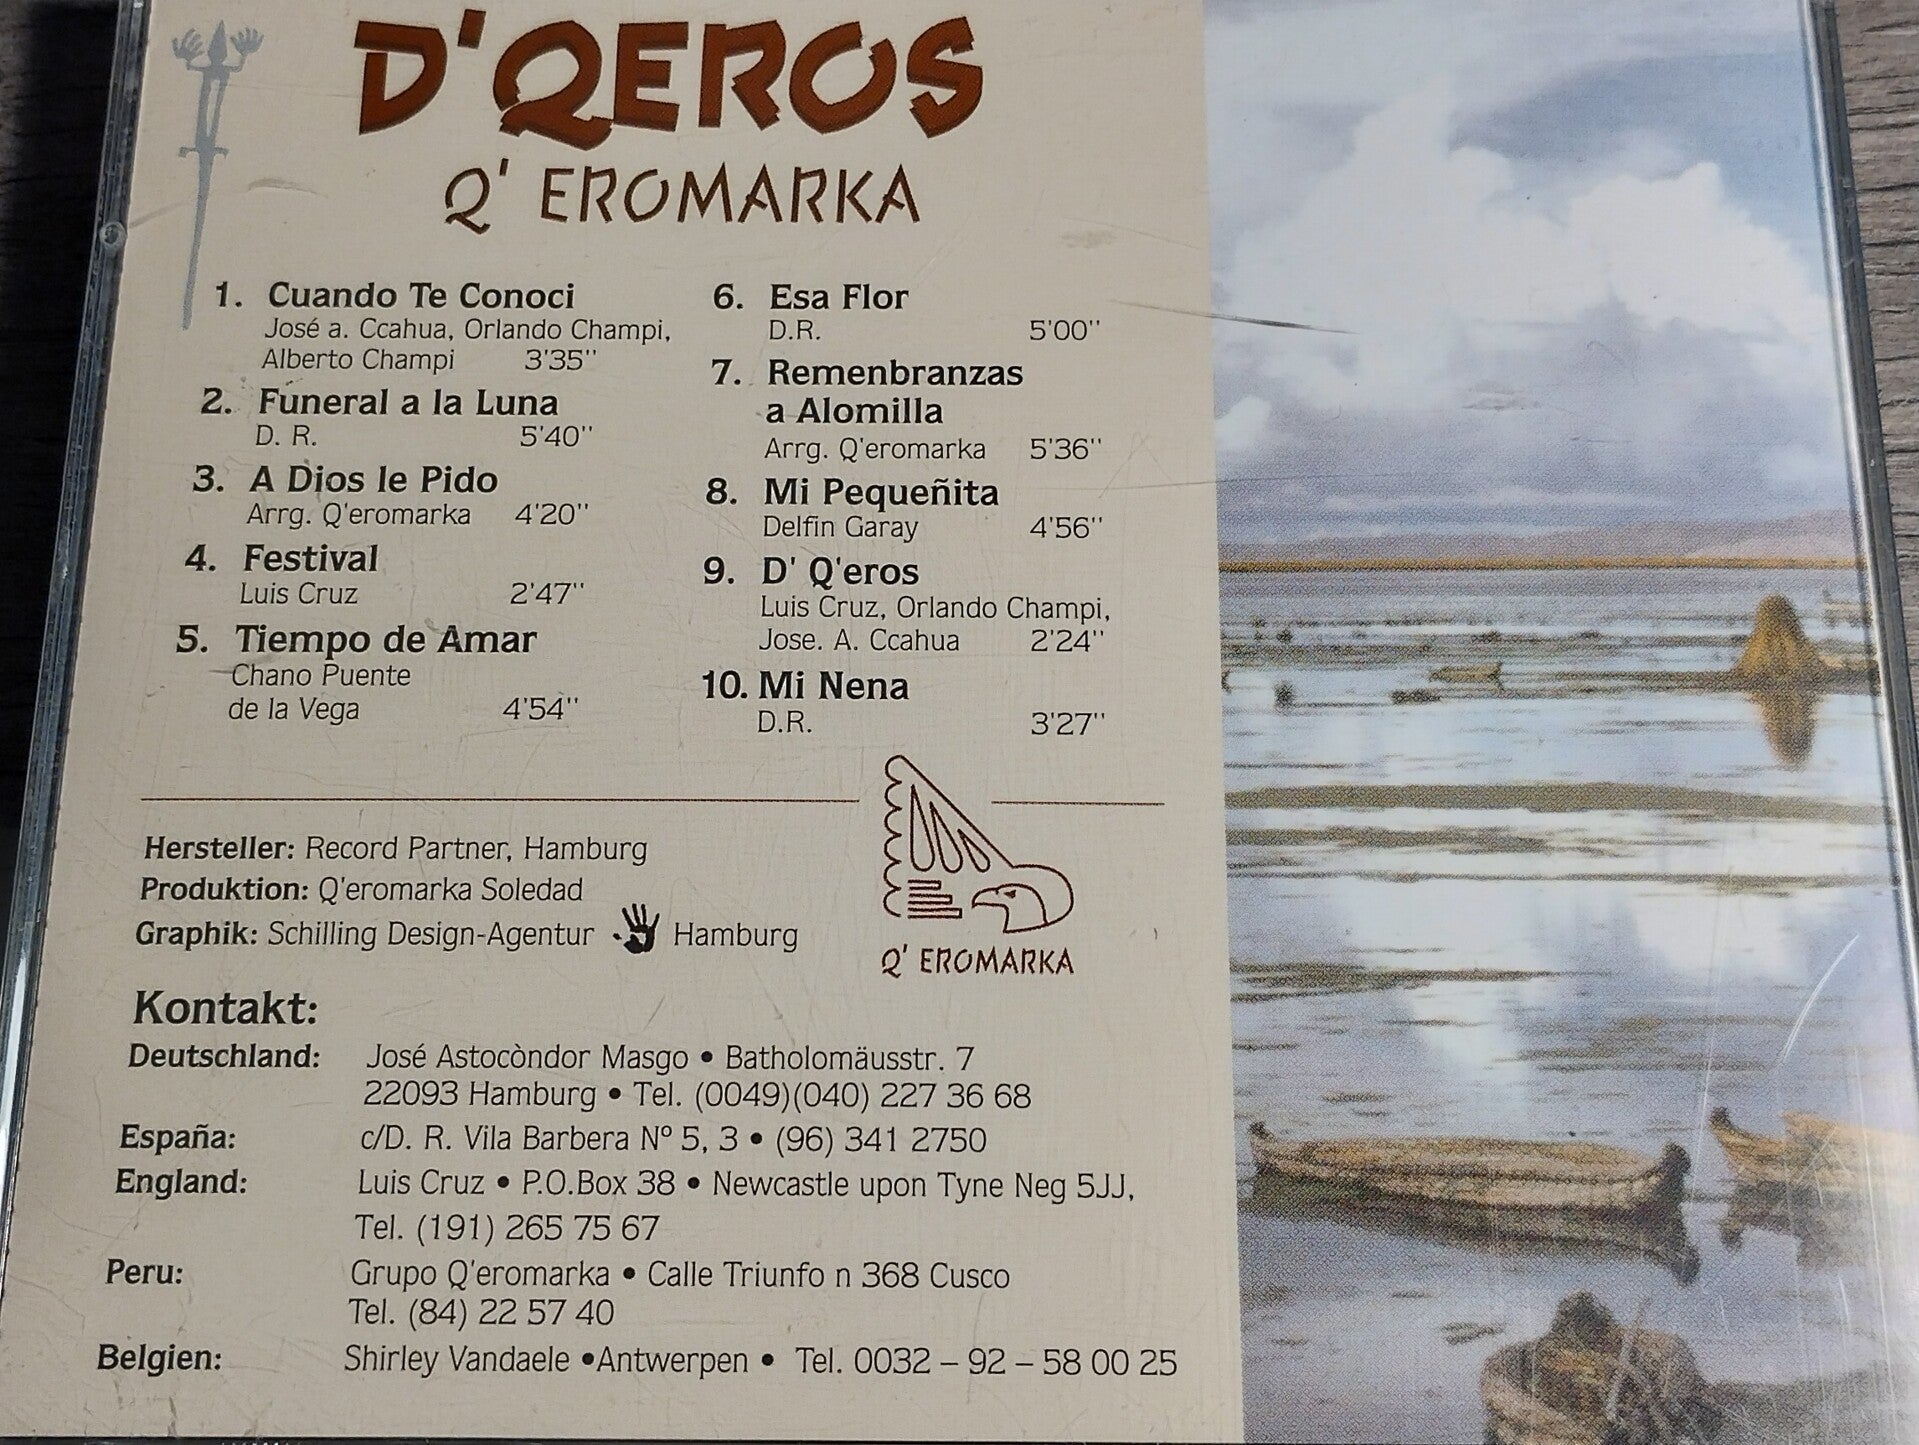 D'QEROS
Q' EROMARKA
1. Cuando Te Conoci
José a. Ccahua, Orlando Champi,
Alberto Champi 3'35''
2. Funeral a la Luna
D. R. 5'40''
3. A Dios le Pido
Arrg. Q'eromarka 4'20''
4. Festival
Luis Cruz 2'47''
5. Tiempo de Amar
Chano Puente
de la Vega 4'54''
6. Esa Flor
D.R. 5'00''
7. Remenbranzas
a Alomilla
Arrg. Q'eromarka 5'36''
8. Mi Pequeñita
Delfin Garay 4'56''
9. D' Q'eros
Luis Cruz, Orlando Champi,
Jose. A. Ccahua 2'24''
10. Mi Nena
D.R. 3'27''
Hersteller: Record Partner, Hamburg
Produktion: Q'eromarka Soledad
Graphik: Schilling Design-Agentur Hamburg
Q' EROMARKA
Kontakt:
Deutschland: José Astocòndor Masgo • Batholomäusstr. 7
22093 Hamburg • Tel. (0049)(040) 227 36 68
España: c/D. R. Vila Barbera Nº 5, 3 • (96) 341 2750
England: Luis Cruz • P.O.Box 38 • Newcastle upon Tyne Neg 5JJ,
Tel. (191) 265 75 67
Peru: Grupo Q'eromarka • Calle Triunfo n 368 Cusco
Tel. (84) 22 57 40
Belgien: Shirley Vandaele •Antwerpen • Tel. 0032 – 92 – 58 00 25